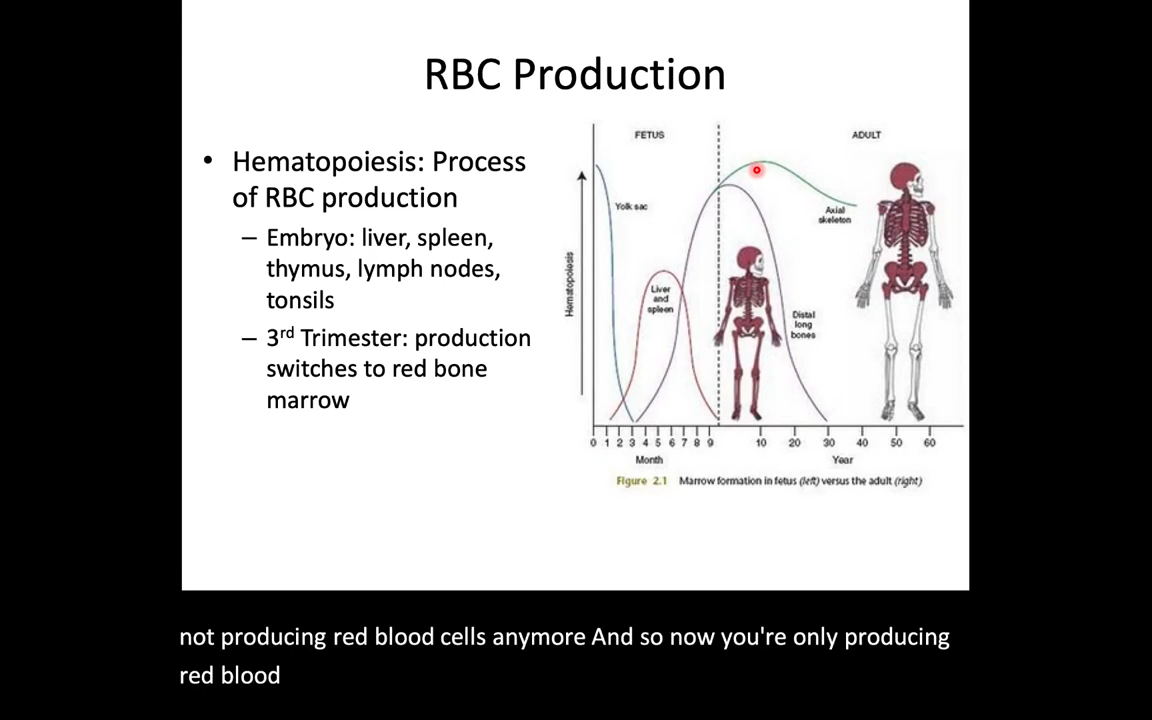 RBC Production
• Hematopoiesis: Process
of RBC production
– Embryo: liver, spleen,
thymus, lymph nodes,
tonsils
– 3rd Trimester: production
switches to red bone
marrow
FETUS
ADULT
Yolk sac
Axial
skeleton
Hematopoiesis
Liver
and
spleen
Distal
long
bones
0 1 2 3 4 5 6 7 8 9 10 20 30 40 50 60
Month Year
Figure 2.1 Marrow formation in fetus (left) versus the adult (right)
not producing red blood cells anymore And so now you're only producing
red blood